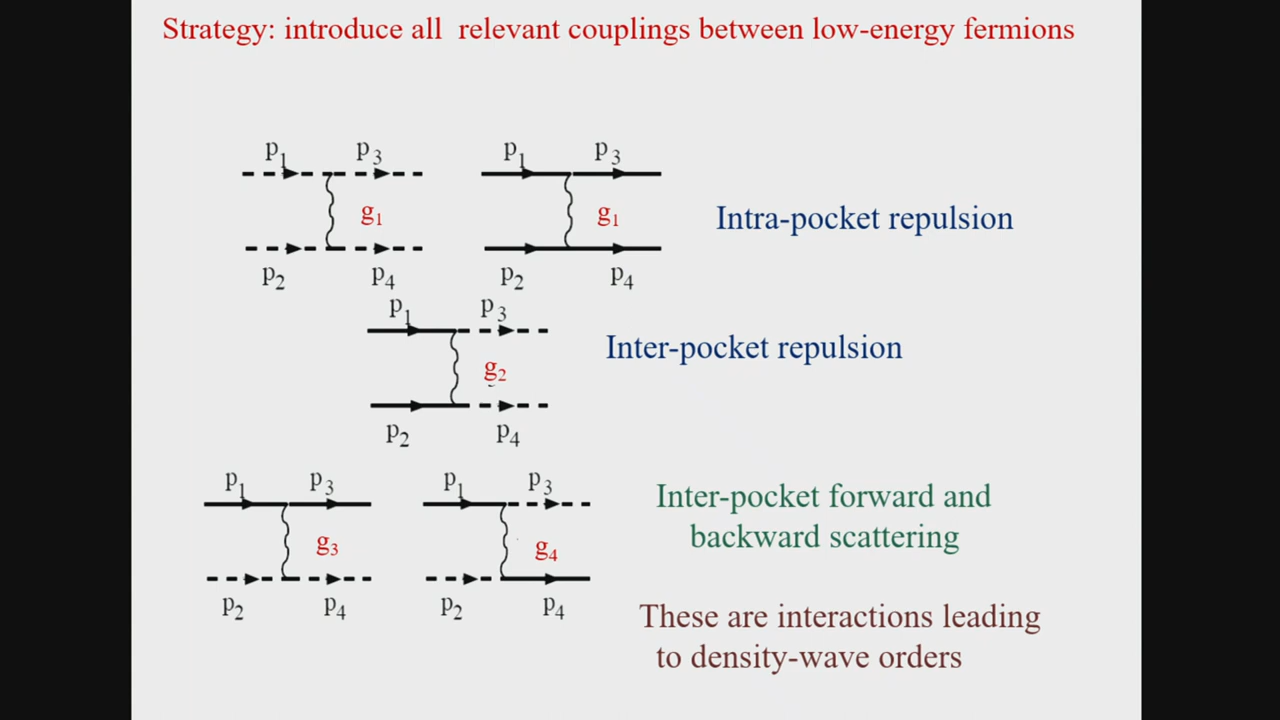 Strategy: introduce all relevant couplings between low-energy fermions
p1 p3 p1 p3
g1 g1 Intra-pocket repulsion
p2 p4 p2 p4
p1 p3
g2 Inter-pocket repulsion
p2 p4
p1 p3 p1 p3
Inter-pocket forward and
backward scattering
g3 g4
p2 p4 p2 p4
These are interactions leading
to density-wave orders